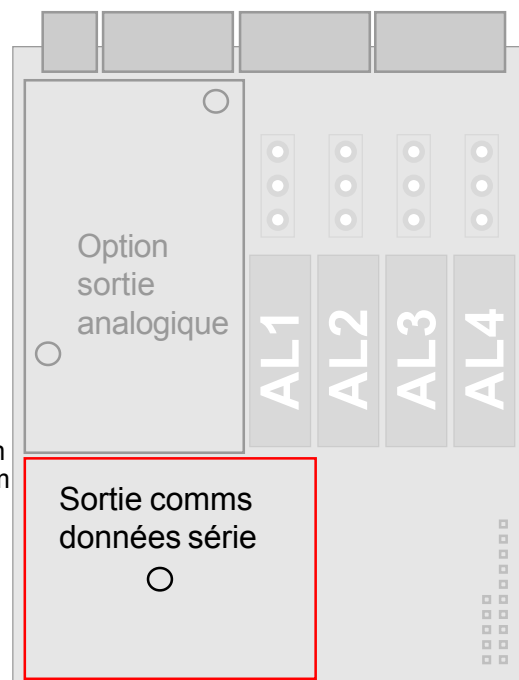 Option
sortie
analogique
AL1
AL2
AL3
AL4
Sortie comms
données série